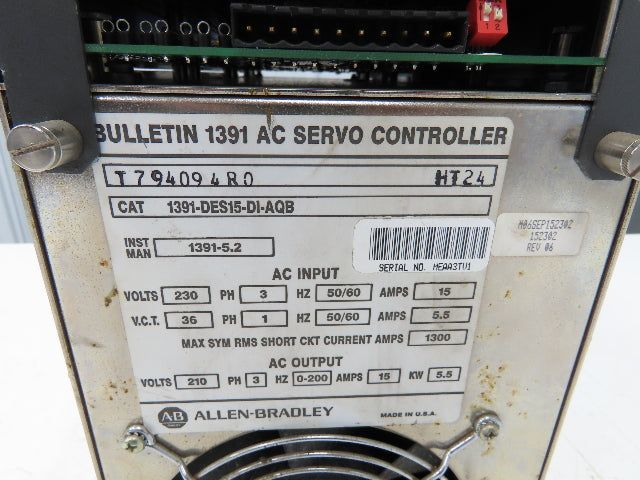 1 2
BULLETIN 1391 AC SERVO CONTROLLER
T794094R0 HT24
CAT 1391-DES15-DI-AQB
INST MAN 1391-5.2
SERIAL NO. MEAA3TV1
M06SEP152302
152302
REV 06
AC INPUT
VOLTS 230 PH 3 HZ 50/60 AMPS 15
V.C.T. 36 PH 1 HZ 50/60 AMPS 5.5
MAX SYM RMS SHORT CKT CURRENT AMPS 1300
AC OUTPUT
VOLTS 210 PH 3 HZ 0-200 AMPS 15 KW 5.5
AB ALLEN-BRADLEY MADE IN U.S.A.